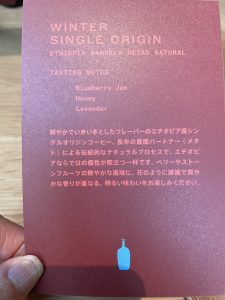 WINTER
SINGLE ORIGIN
ETHIOPIA HAMBELA METAD NATURAL
TASTING NOTES
Blueberry Jam
Honey
Lavender
鮮やかでいきいきとしたフレーバーのエチオピア産シン
グルオリジンコーヒー。長年の農園パートナー〈メタ
ド〉による伝統的なナチュラルプロセスで、エチオピ
アならではの個性が際立つ一杯です。ベリーやストー
ンフルーツの鮮やかな風味に、花のように繊細で爽や
かな香りが重なる、明るい味わいをお楽しみください。